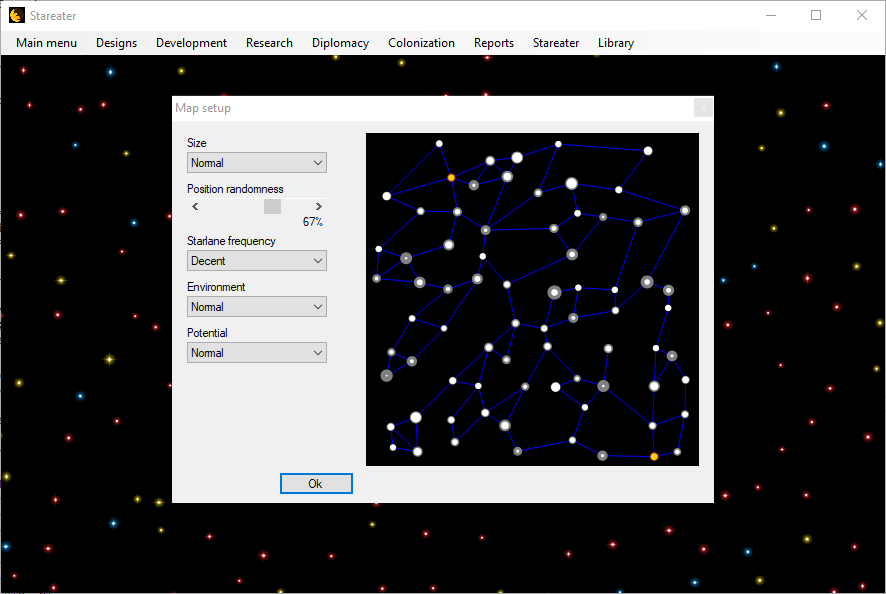 Stareater
Main menu Designs Development Research Diplomacy Colonization Reports Stareater Library
Map setup
Size
Normal
Position randomness
67%
Starlane frequency
Decent
Environment
Normal
Potential
Normal
Ok